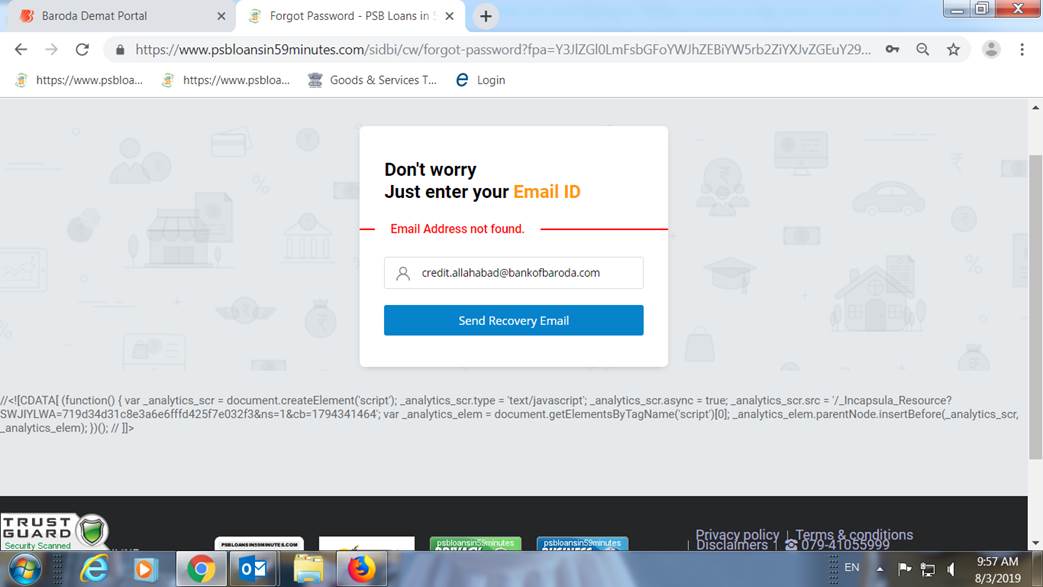 Baroda Demat Portal
Forgot Password - PSB Loans in 5
https://www.psbloansin59minutes.com/sidbi/cw/forgot-password?fpa=Y3JlZGl0LmFsbGFoYWJhZEBiYW5rb2ZiYXJvZGEuY29...
https://www.psbloa...
https://www.psbloa...
Goods & Services T...
Login
Don't worry
Just enter your Email ID
Email Address not found.
credit.allahabad@bankofbaroda.com
Send Recovery Email
//<![CDATA[ (function() { var _analytics_scr = document.createElement('script'); _analytics_scr.type = 'text/javascript'; _analytics_scr.async = true; _analytics_scr.src = '/_Incapsula_Resource?
SWJIYLWA=719d34d31c8e3a6e6fffd425f7e032f3&ns=1&cb=1794341464'; var _analytics_elem = document.getElementsByTagName('script')[0]; _analytics_elem.parentNode.insertBefore(_analytics_scr,
_analytics_elem); })(); // ]]>
TRUST
GUARD
Security Scanned
PSBLOANSIN59MINUTES.COM
psbloansin59minutes
psbloansin59minutes
Privacy policy | Terms & conditions
Disclaimers | 079-41055999
EN
9:57 AM
8/3/2019